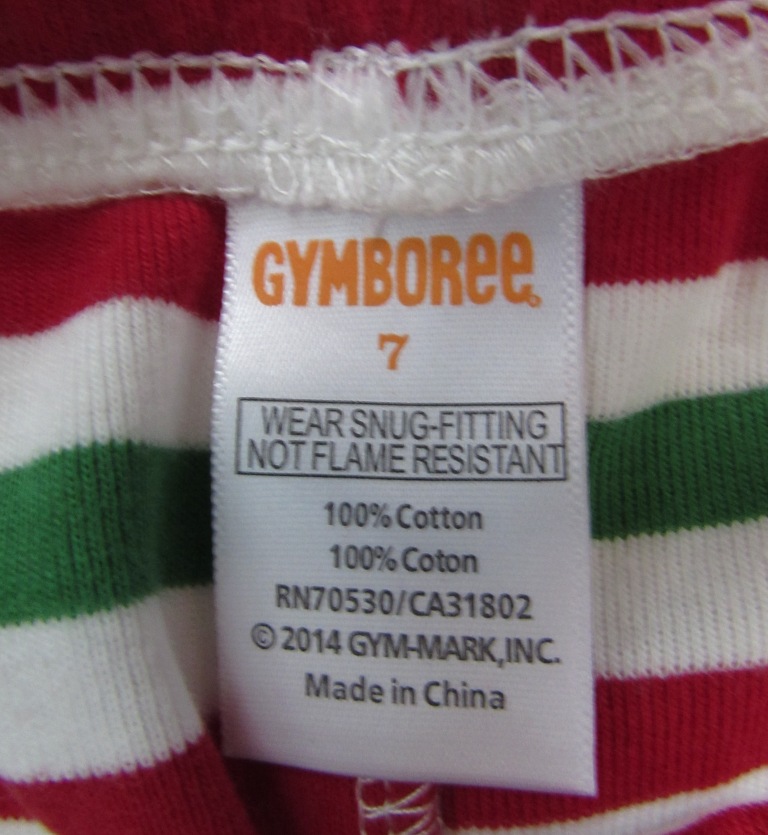 GYMBOREE
7
WEAR SNUG-FITTING
NOT FLAME RESISTANT
100% Cotton
100% Coton
RN70530/CA31802
© 2014 GYM-MARK, INC.
Made in China